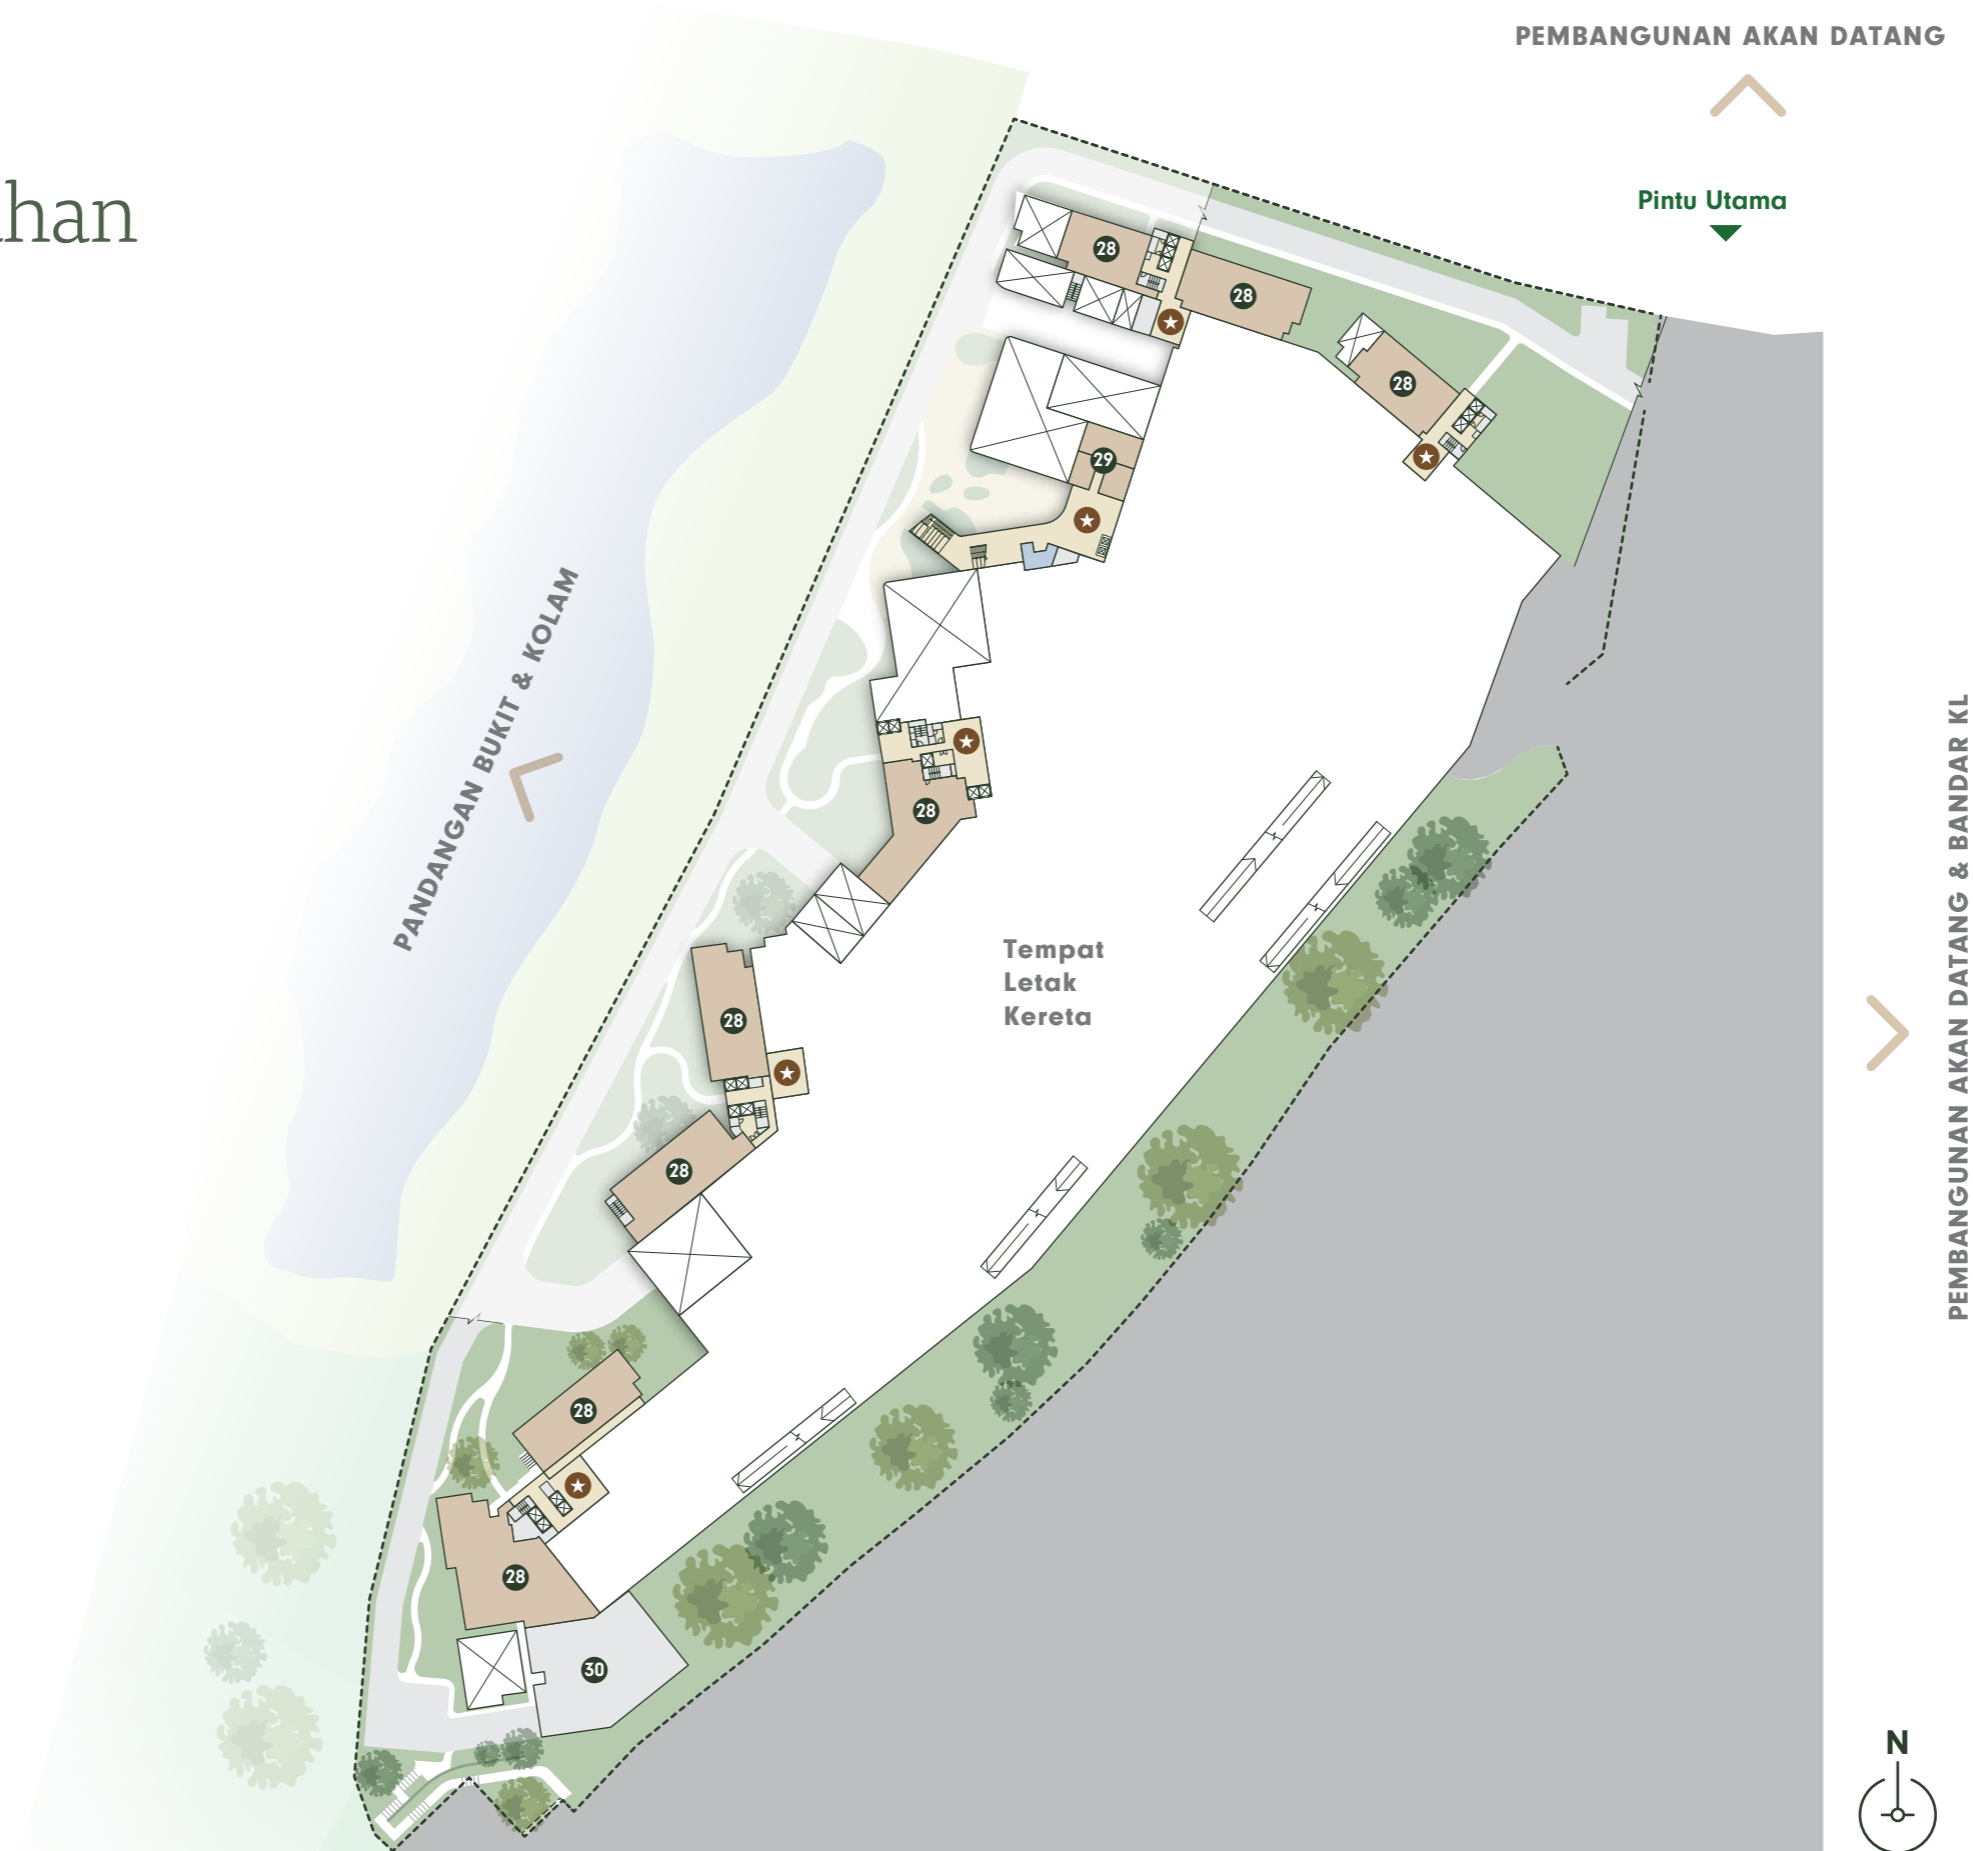 PEMBANGUNAN AKAN DATANG
Pintu Utama
28
28
28
29
PANDANGAN BUKIT & KOLAM
28
Tempat
Letak
Kereta
28
28
PEMBANGUNAN AKAN DATANG & BANDAR KL
28
28
30
N